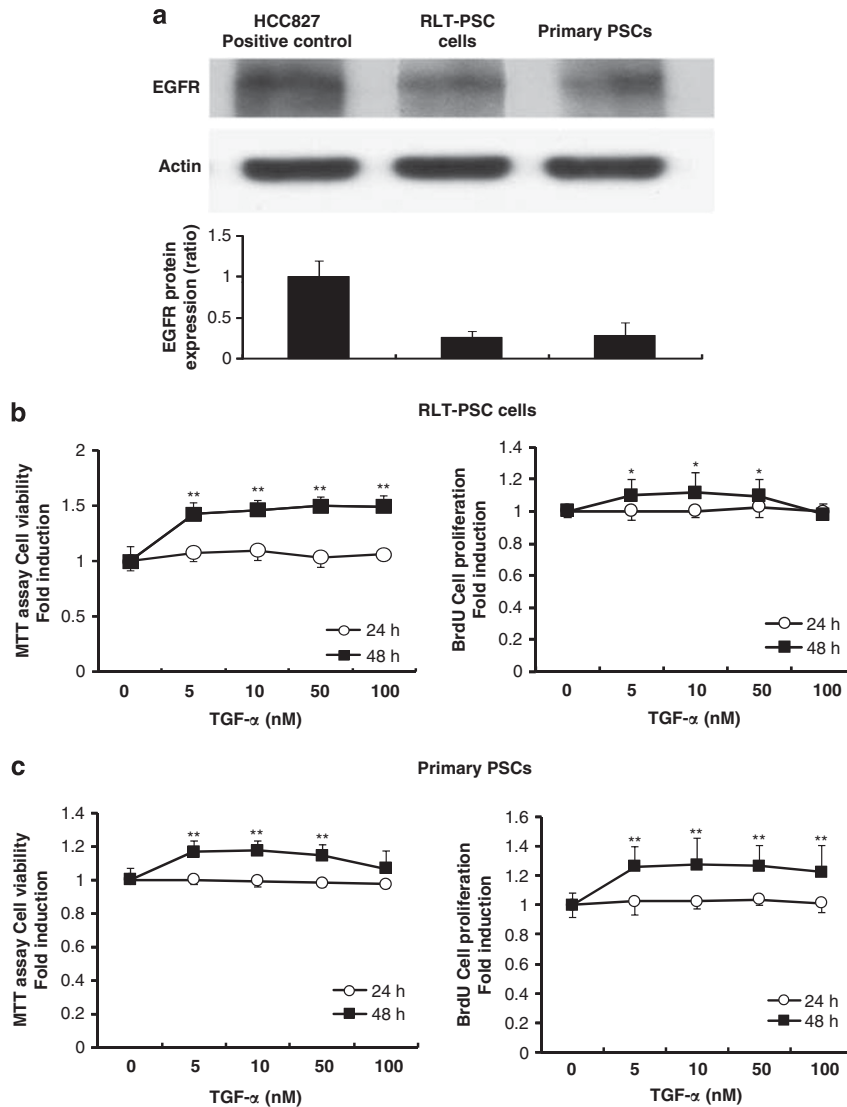 a
HCC827
Positive control
RLT-PSC
cells
Primary PSCs
EGFR
Actin
EGFR protein
expression (ratio)
1.5
1
0.5
0
b
RLT-PSC cells
MTT assay Cell viability
Fold induction
2
1.5
1
0.5
0
** ** ** **
24 h
48 h
0 5 10 50 100
TGF-α (nM)
BrdU Cell proliferation
Fold induction
1.4
1.2
1
0.8
0.6
0.4
0.2
0
* * *
24 h
48 h
0 5 10 50 100
TGF-α (nM)
c
Primary PSCs
MTT assay Cell viability
Fold induction
1.4
1.2
1
0.8
0.6
0.4
0.2
0
** ** **
24 h
48 h
0 5 10 50 100
TGF-α (nM)
BrdU Cell proliferation
Fold induction
1.6
1.4
1.2
1
0.8
0.6
0.4
0.2
0
** ** ** **
24 h
48 h
0 5 10 50 100
TGF-α (nM)